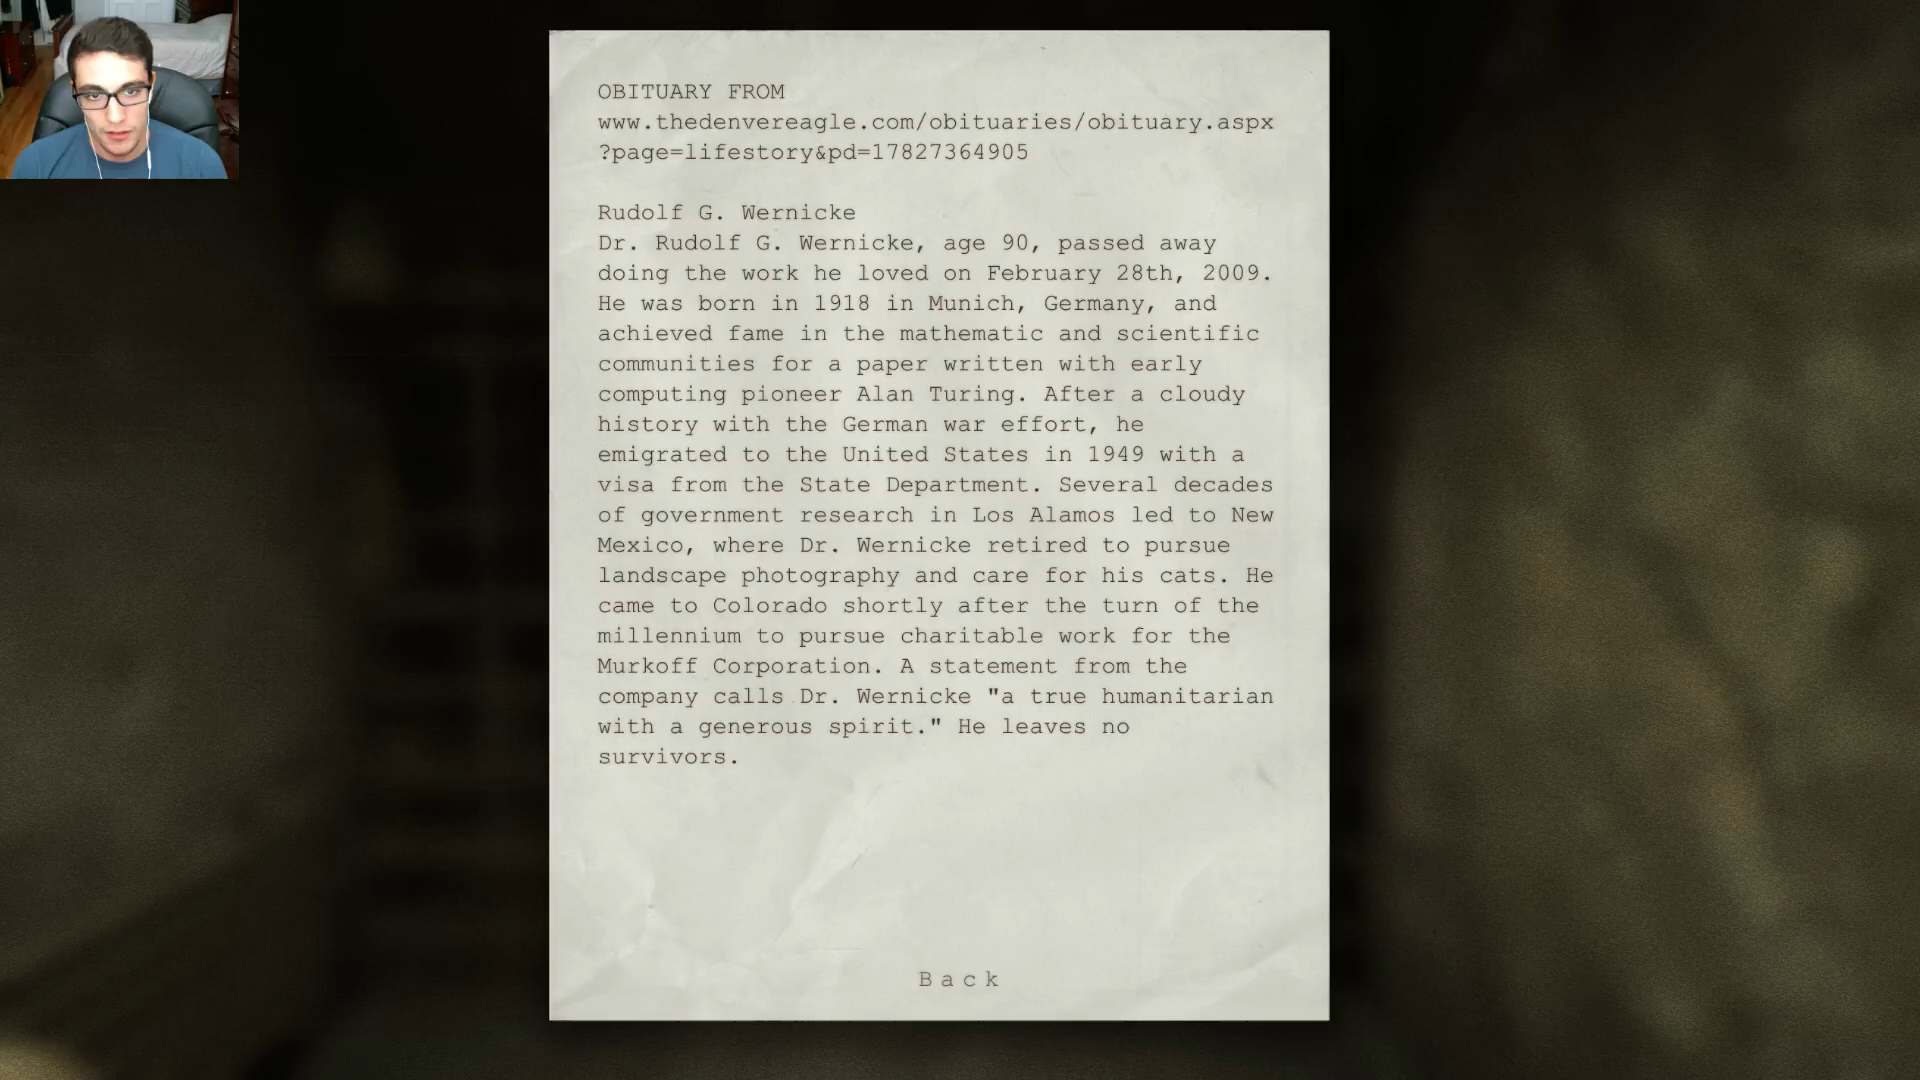 OBITUARY FROM
www.thedenvereagle.com/obituaries/obituary.aspx
?page=lifestory&pd=17827364905
Rudolf G. Wernicke
Dr. Rudolf G. Wernicke, age 90, passed away
doing the work he loved on February 28th, 2009.
He was born in 1918 in Munich, Germany, and
achieved fame in the mathematic and scientific
communities for a paper written with early
computing pioneer Alan Turing. After a cloudy
history with the German war effort, he
emigrated to the United States in 1949 with a
visa from the State Department. Several decades
of government research in Los Alamos led to New
Mexico, where Dr. Wernicke retired to pursue
landscape photography and care for his cats. He
came to Colorado shortly after the turn of the
millennium to pursue charitable work for the
Murkoff Corporation. A statement from the
company calls Dr. Wernicke "a true humanitarian
with a generous spirit." He leaves no
survivors.
Back